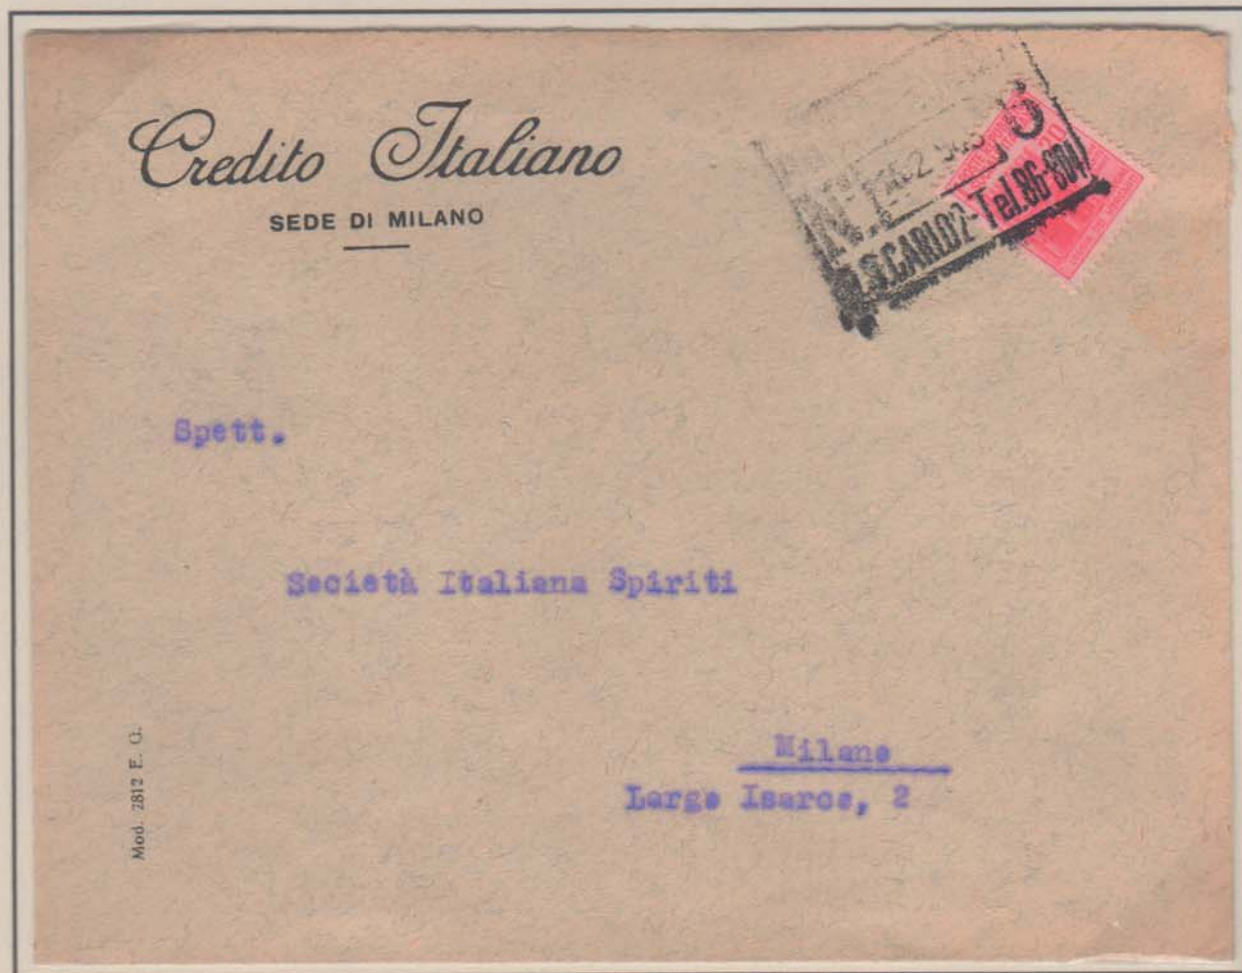 Credito Italiano
SEDE DI MILANO
S.CARLO 2-Tel.86-804
Spett.
Società Italiana Spiriti
Milano
Largo Isarco, 2
Mod. 2812 E. G.